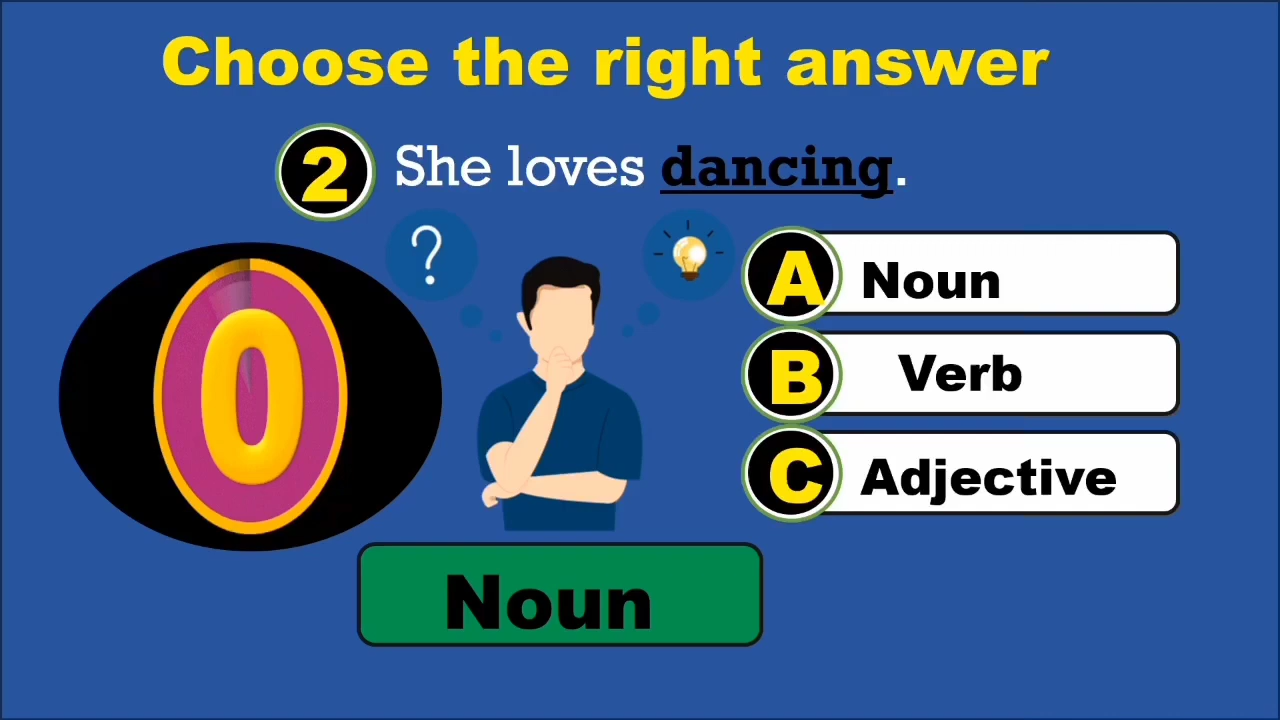 Choose the right answer
2 She loves dancing.
?
A Noun
B Verb
C Adjective
0
Noun